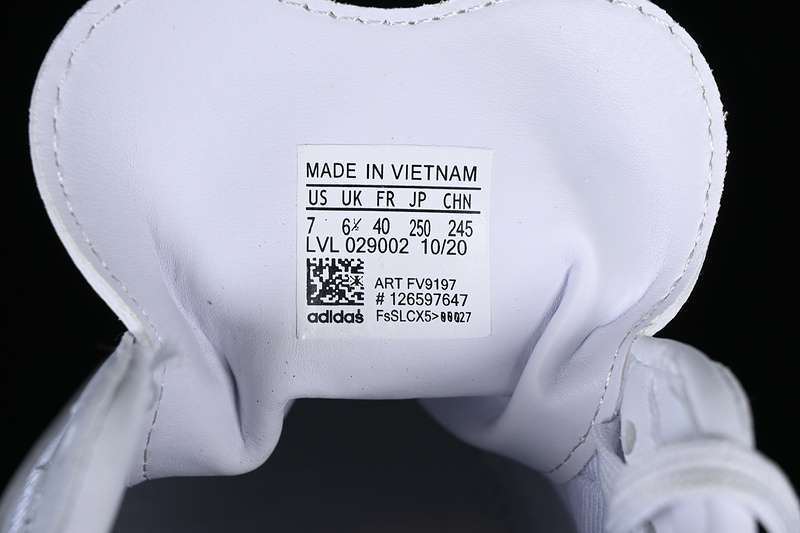 MADE IN VIETNAM
US UK FR JP CHN
7 6½ 40 250 245
LVL 029002 10/20
ART FV9197
# 126597647
adidas FsSLCX5>00027